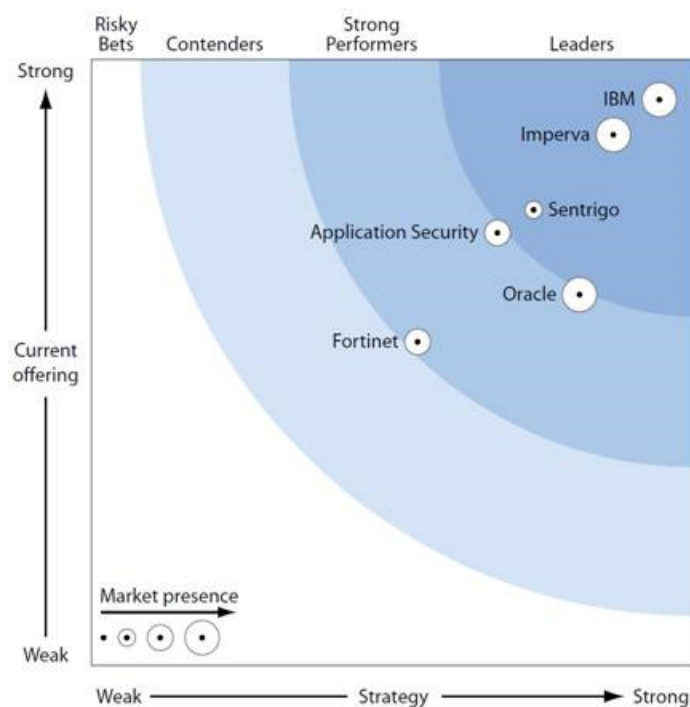 Risky
Bets
Contenders
Strong
Performers
Leaders
Strong
IBM
Imperva
Sentrigo
Application Security
Oracle
Fortinet
Current
offering
Market presence
Weak
Weak
Strategy
Strong